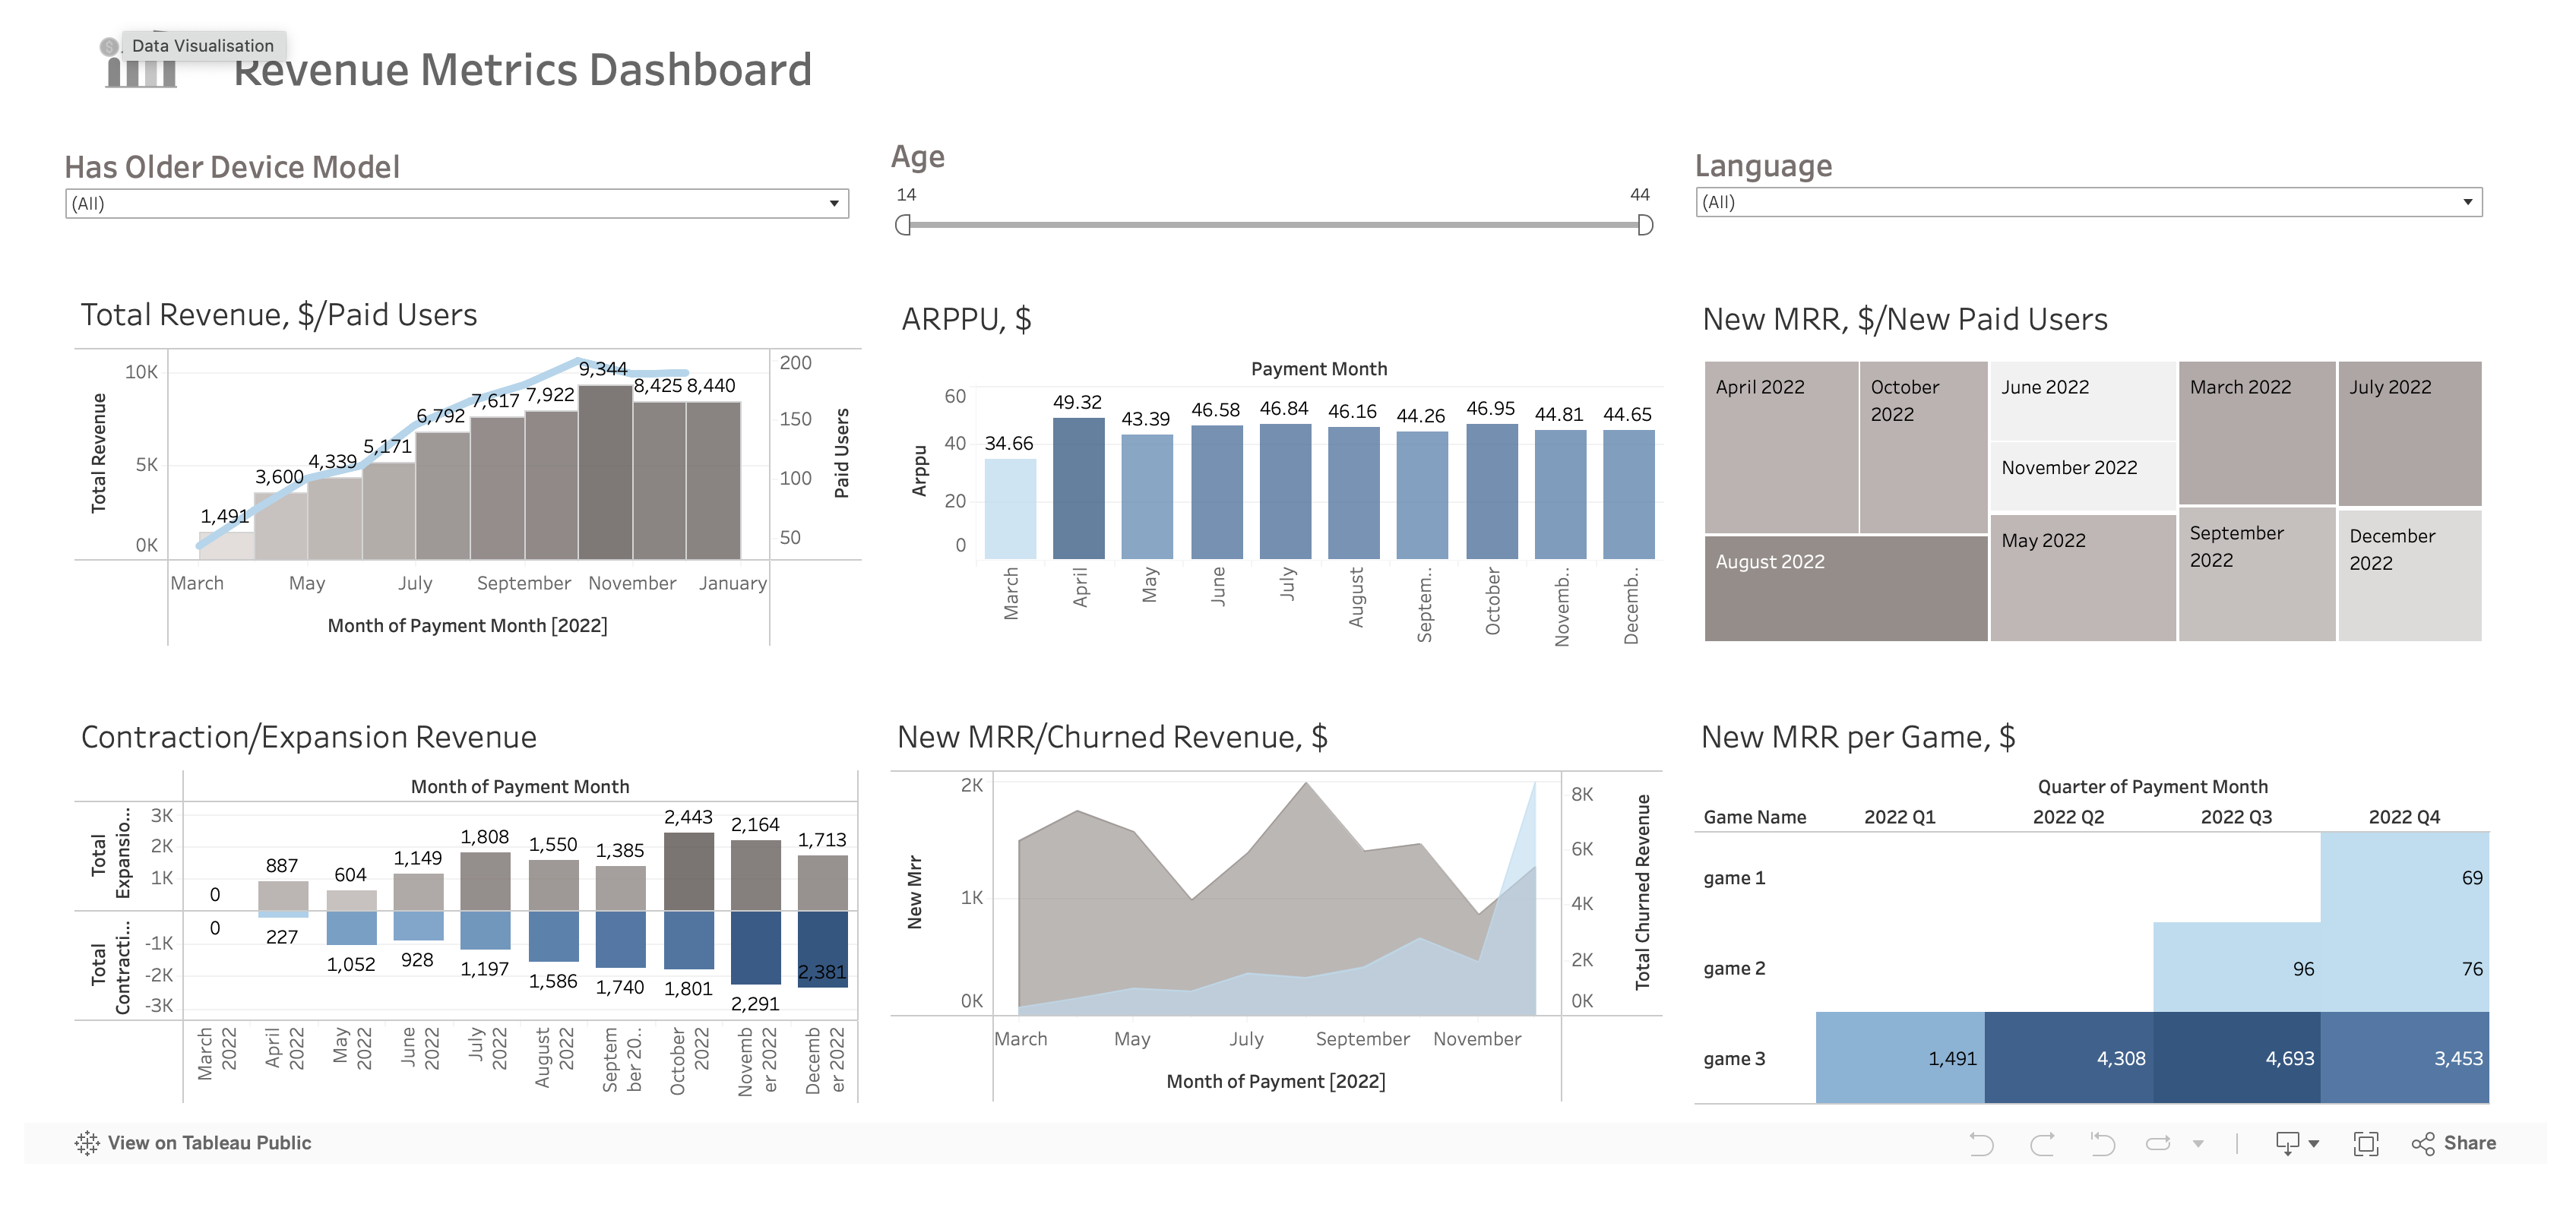 Data Visualisation
Revenue Metrics Dashboard
Has Older Device Model
(All)
Age
14 44
Language
(All)
Total Revenue, $/Paid Users
Total Revenue
10K
5K
0K
1,491
3,600
4,339
5,171
6,792
7,617
7,922
9,344
8,425
8,440
200
150
100
50
Paid Users
March May July September November January
Month of Payment Month [2022]
ARPPU, $
Payment Month
Arppu
60
40
20
0
34.66
49.32
43.39
46.58
46.84
46.16
44.26
46.95
44.81
44.65
March
April
May
June
July
August
Septem..
October
Novemb..
Decemb..
New MRR, $/New Paid Users
April 2022
October
2022
August 2022
June 2022
November 2022
May 2022
March 2022
September
2022
July 2022
December
2022
Contraction/Expansion Revenue
Month of Payment Month
Total
Expansio...
3K
2K
1K
0
887
604
1,149
1,808
1,550
1,385
2,443
2,164
1,713
Total
Contracti...
-1K
-2K
-3K
0
227
1,052
928
1,197
1,586
1,740
1,801
2,291
2,381
March
2022
April
2022
May
2022
June
2022
July
2022
August
2022
Septem
ber 20..
October
2022
Novemb
er 2022
Decemb
er 2022
New MRR/Churned Revenue, $
New Mrr
2K
1K
0K
8K
6K
4K
2K
0K
Total Churned Revenue
March May July September November
Month of Payment [2022]
New MRR per Game, $
Quarter of Payment Month
Game Name 2022 Q1 2022 Q2 2022 Q3 2022 Q4
game 1 69
game 2 96 76
game 3 1,491 4,308 4,693 3,453
View on Tableau Public
Share